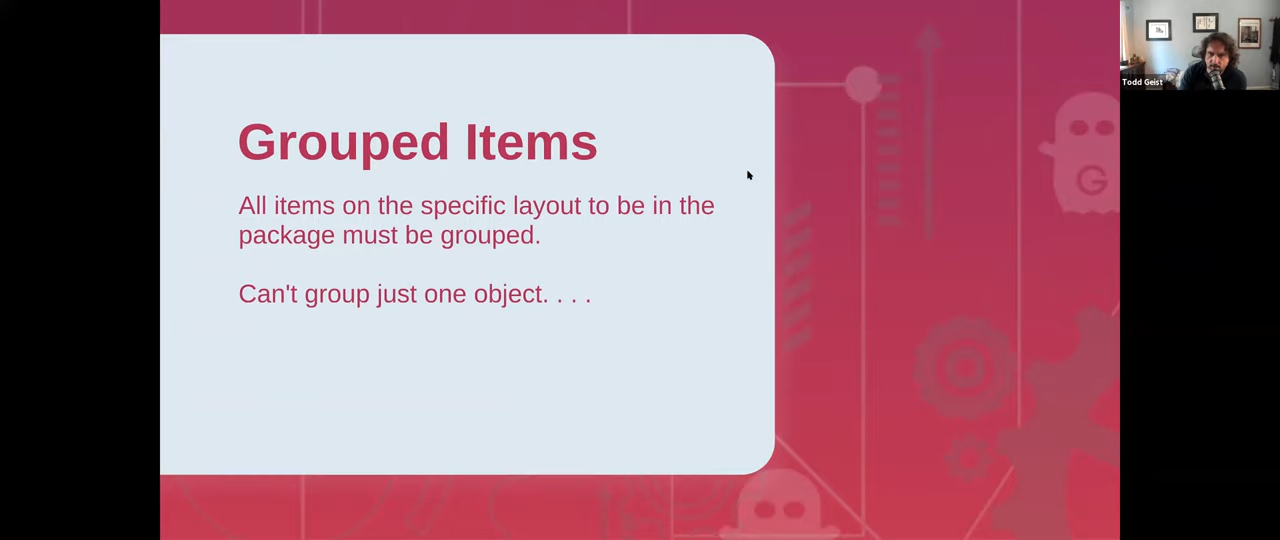 Grouped Items
All items on the specific layout to be in the
package must be grouped.
Can't group just one object. . . .
Todd Geist
G